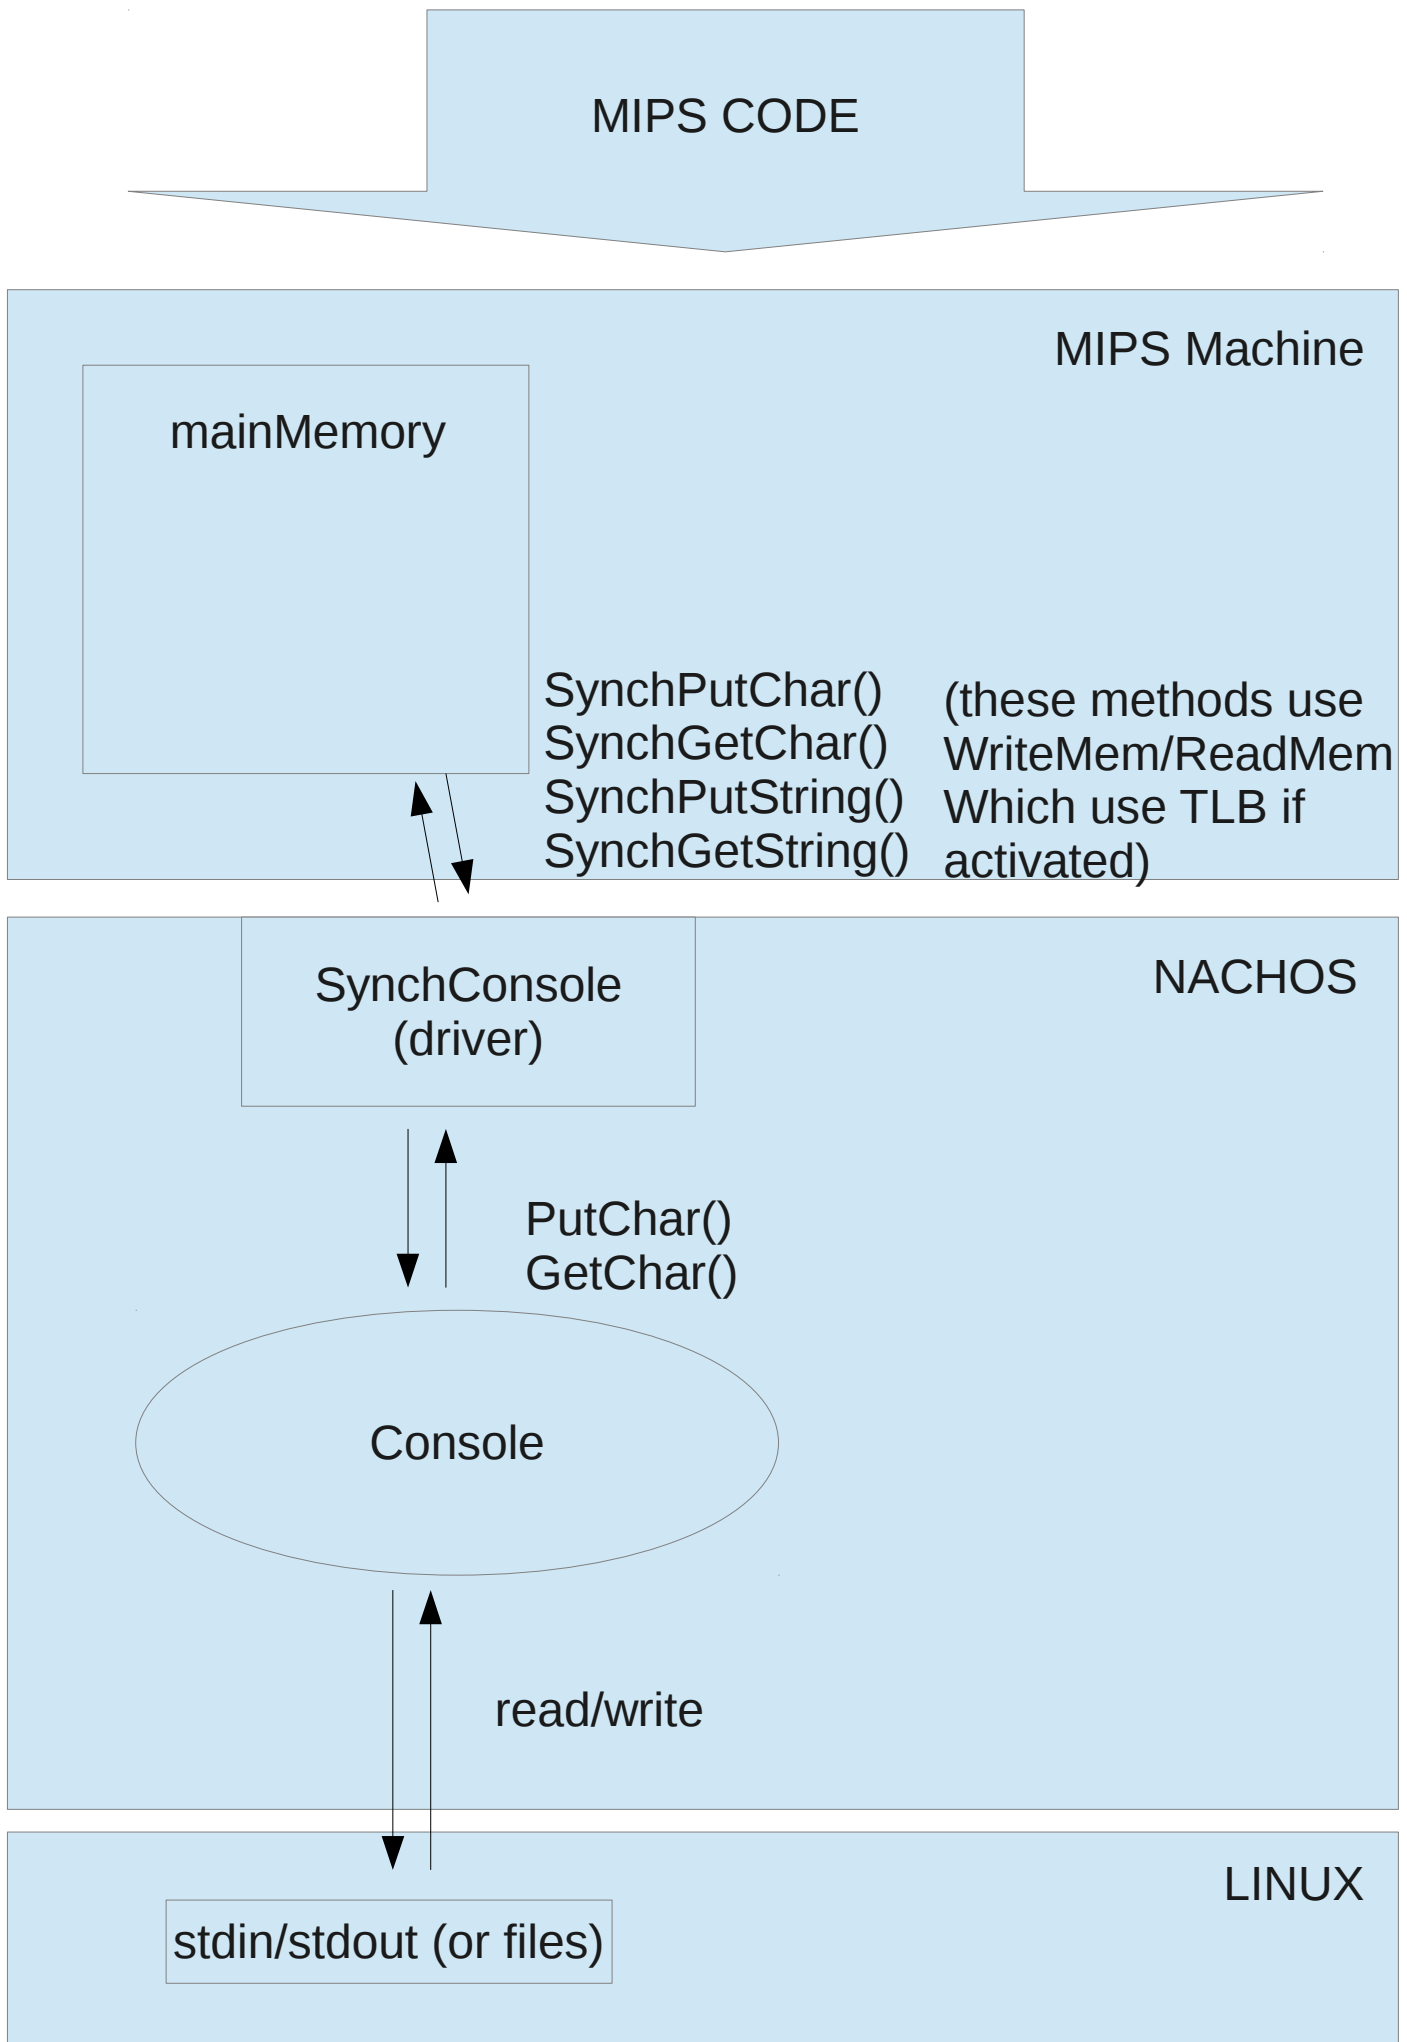 MIPS CODE
MIPS Machine
mainMemory
SynchPutChar()
SynchGetChar()
SynchPutString()
SynchGetString()
(these methods use
WriteMem/ReadMem
Which use TLB if
activated)
NACHOS
SynchConsole
(driver)
PutChar()
GetChar()
Console
read/write
LINUX
stdin/stdout (or files)